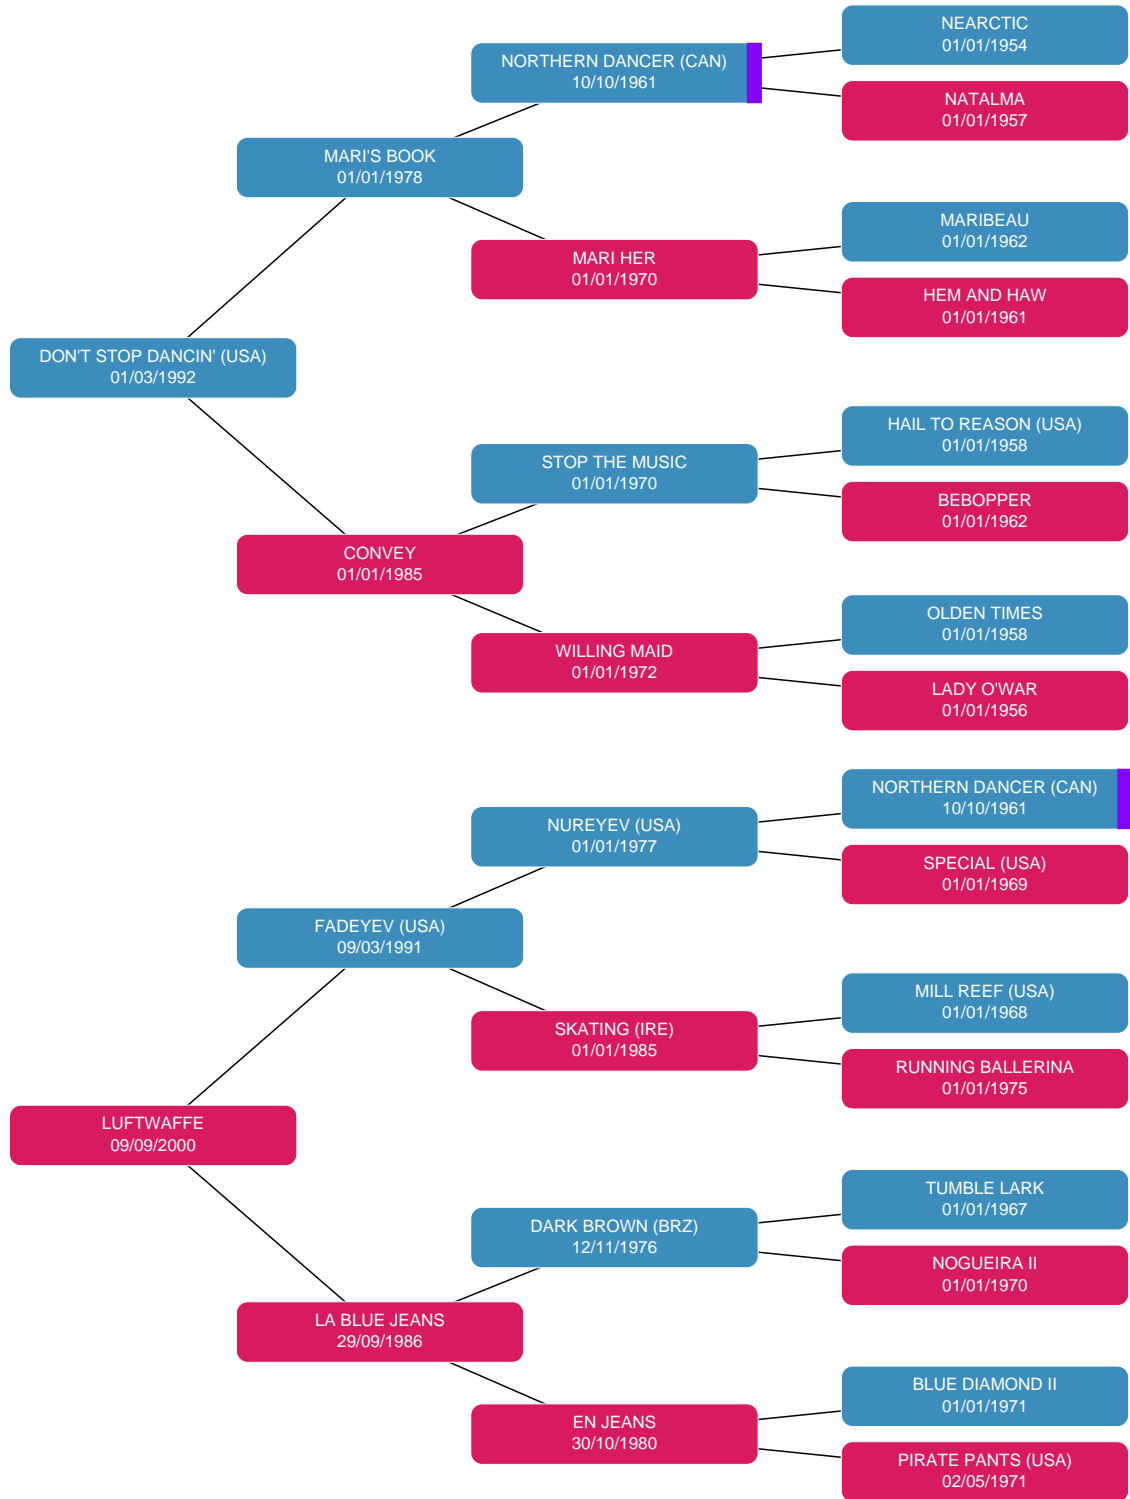 NEARCTIC
01/01/1954
NORTHERN DANCER (CAN)
10/10/1961
NATALMA
01/01/1957
MARI'S BOOK
01/01/1978
MARIBEAU
01/01/1962
MARI HER
01/01/1970
HEM AND HAW
01/01/1961
DON'T STOP DANCIN' (USA)
01/03/1992
HAIL TO REASON (USA)
01/01/1958
STOP THE MUSIC
01/01/1970
BEBOPPER
01/01/1962
CONVEY
01/01/1985
OLDEN TIMES
01/01/1958
WILLING MAID
01/01/1972
LADY O'WAR
01/01/1956
NORTHERN DANCER (CAN)
10/10/1961
NUREYEV (USA)
01/01/1977
SPECIAL (USA)
01/01/1969
FADEYEV (USA)
09/03/1991
MILL REEF (USA)
01/01/1968
SKATING (IRE)
01/01/1985
RUNNING BALLERINA
01/01/1975
LUFTWAFFE
09/09/2000
TUMBLE LARK
01/01/1967
DARK BROWN (BRZ)
12/11/1976
NOGUEIRA II
01/01/1970
LA BLUE JEANS
29/09/1986
BLUE DIAMOND II
01/01/1971
EN JEANS
30/10/1980
PIRATE PANTS (USA)
02/05/1971